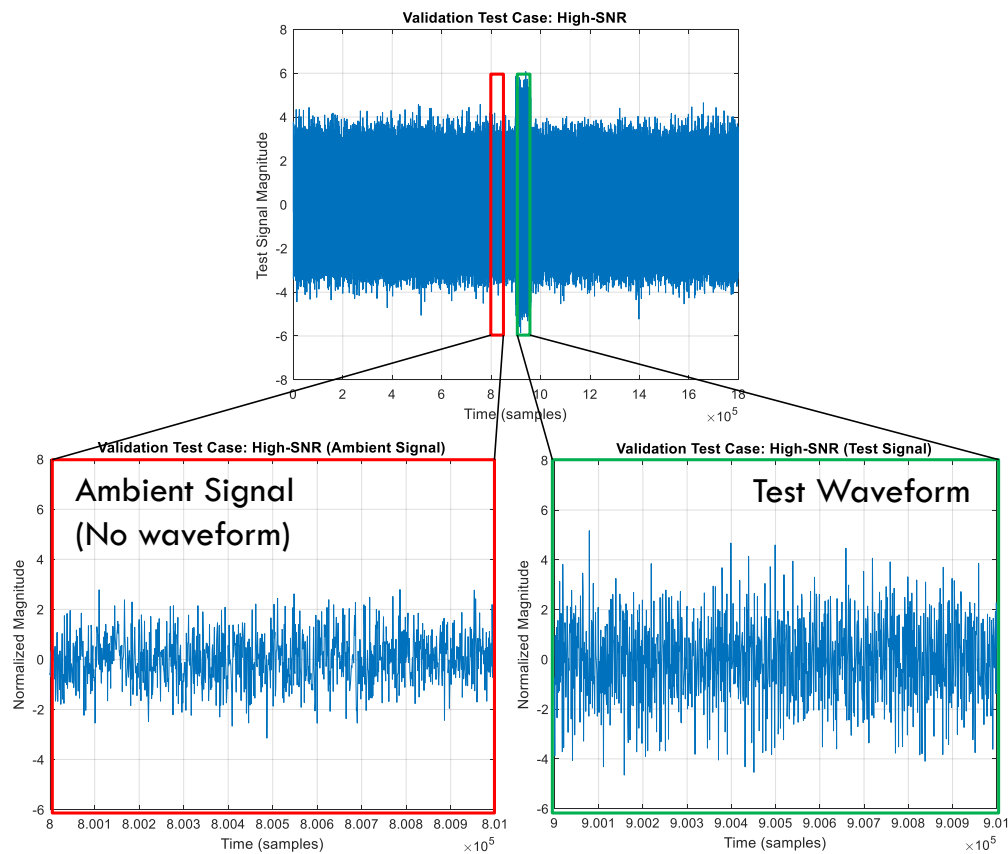 Validation Test Case: High-SNR
Test Signal Magnitude
8
6
4
2
0
-2
-4
-6
-8
0 2 4 6 8 10 12 14 16 18
Time (samples)
×10^5
Validation Test Case: High-SNR (Ambient Signal)
Ambient Signal
(No waveform)
Normalized Magnitude
8
6
4
2
0
-2
-4
-6
8 8.001 8.002 8.003 8.004 8.005 8.006 8.007 8.008 8.009 8.01
Time (samples)
×10^5
Validation Test Case: High-SNR (Test Signal)
Test Waveform
Normalized Magnitude
8
6
4
2
0
-2
-4
-6
9 9.001 9.002 9.003 9.004 9.005 9.006 9.007 9.008 9.009 9.01
Time (samples)
×10^5